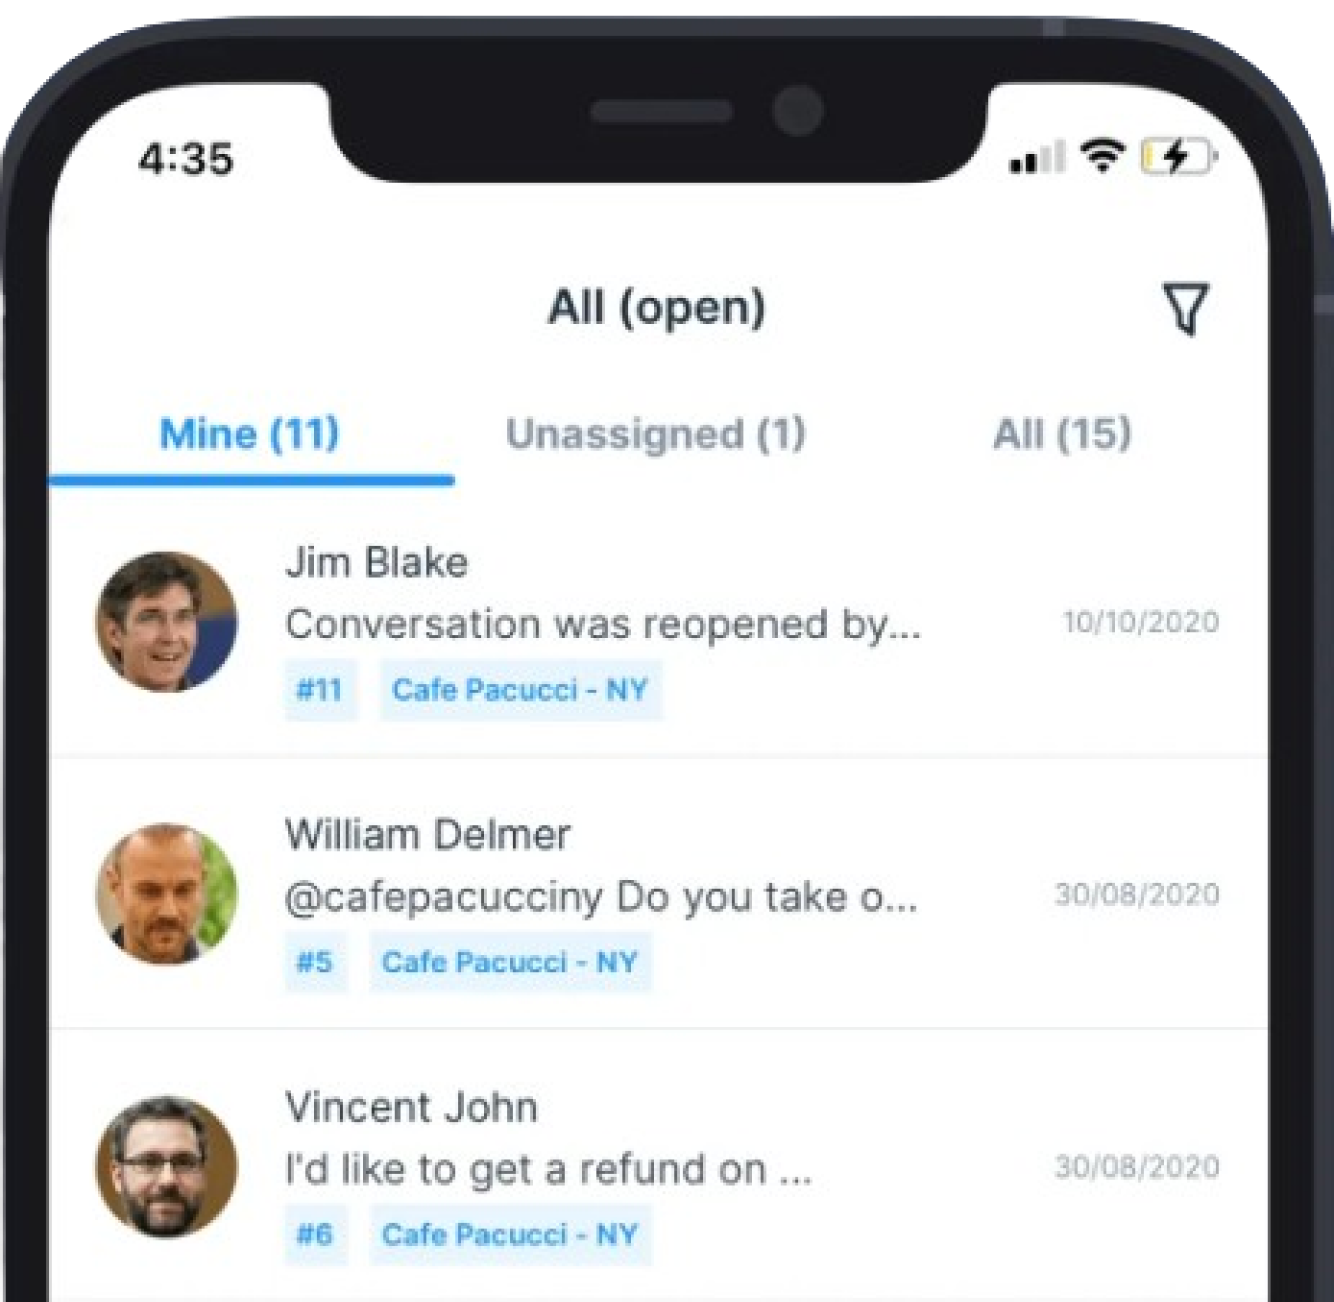 4:35
All (open)
Mine (11) Unassigned (1) All (15)
Jim Blake
Conversation was reopened by...
10/10/2020
#11 Cafe Pacucci - NY
William Delmer
@cafepacucciny Do you take o...
30/08/2020
#5 Cafe Pacucci - NY
Vincent John
I'd like to get a refund on ...
30/08/2020
#6 Cafe Pacucci - NY